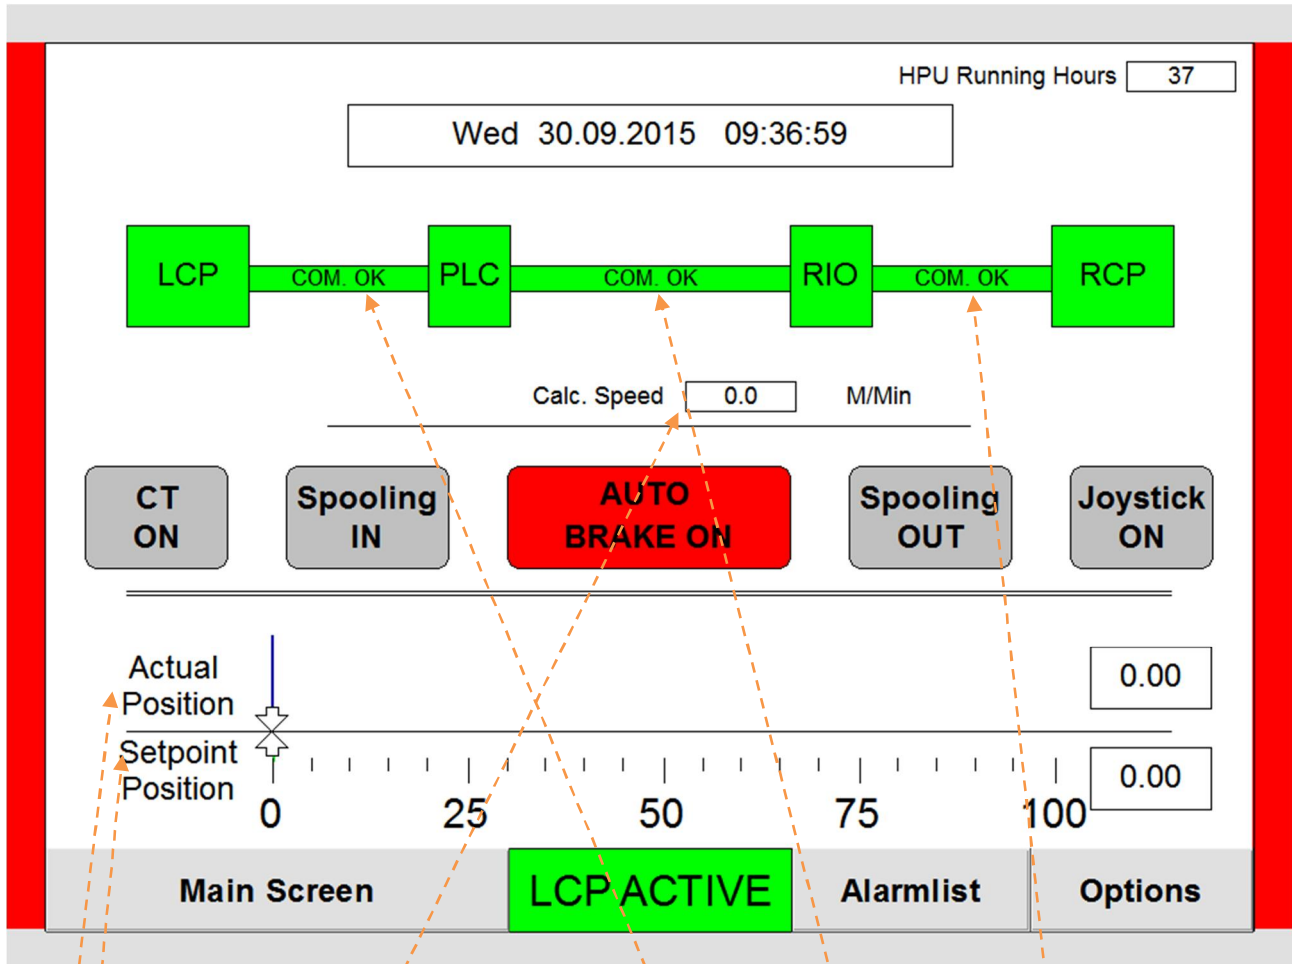 HPU Running Hours 37
Wed 30.09.2015 09:36:59
LCP COM. OK PLC COM. OK RIO COM. OK RCP
Calc. Speed 0.0 M/Min
CT ON
Spooling IN
AUTO BRAKE ON
Spooling OUT
Joystick ON
Actual Position 0.00
Setpoint Position 0.00
0 25 50 75 100
Main Screen LCP ACTIVE Alarmlist Options